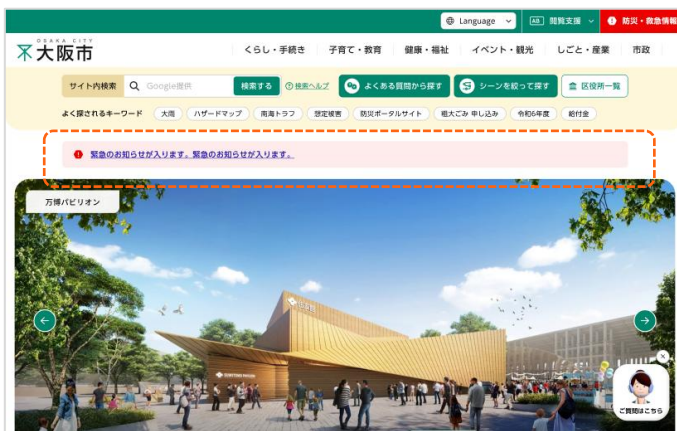 Language
閲覧支援
防災・救急情報
OSAKA CITY
大阪市
くらし・手続き
子育て・教育
健康・福祉
イベント・観光
しごと・産業
市政
サイト内検索
Google提供
検索する
検索ヘルプ
よくある質問から探す
シーンを絞って探す
区役所一覧
よく探されるキーワード
大雨
ハザードマップ
南海トラフ
想定被害
防災ポータルサイト
粗大ごみ 申し込み
令和6年度
給付金
緊急のお知らせが入ります。緊急のお知らせが入ります。
万博パビリオン
ご質問はこちら